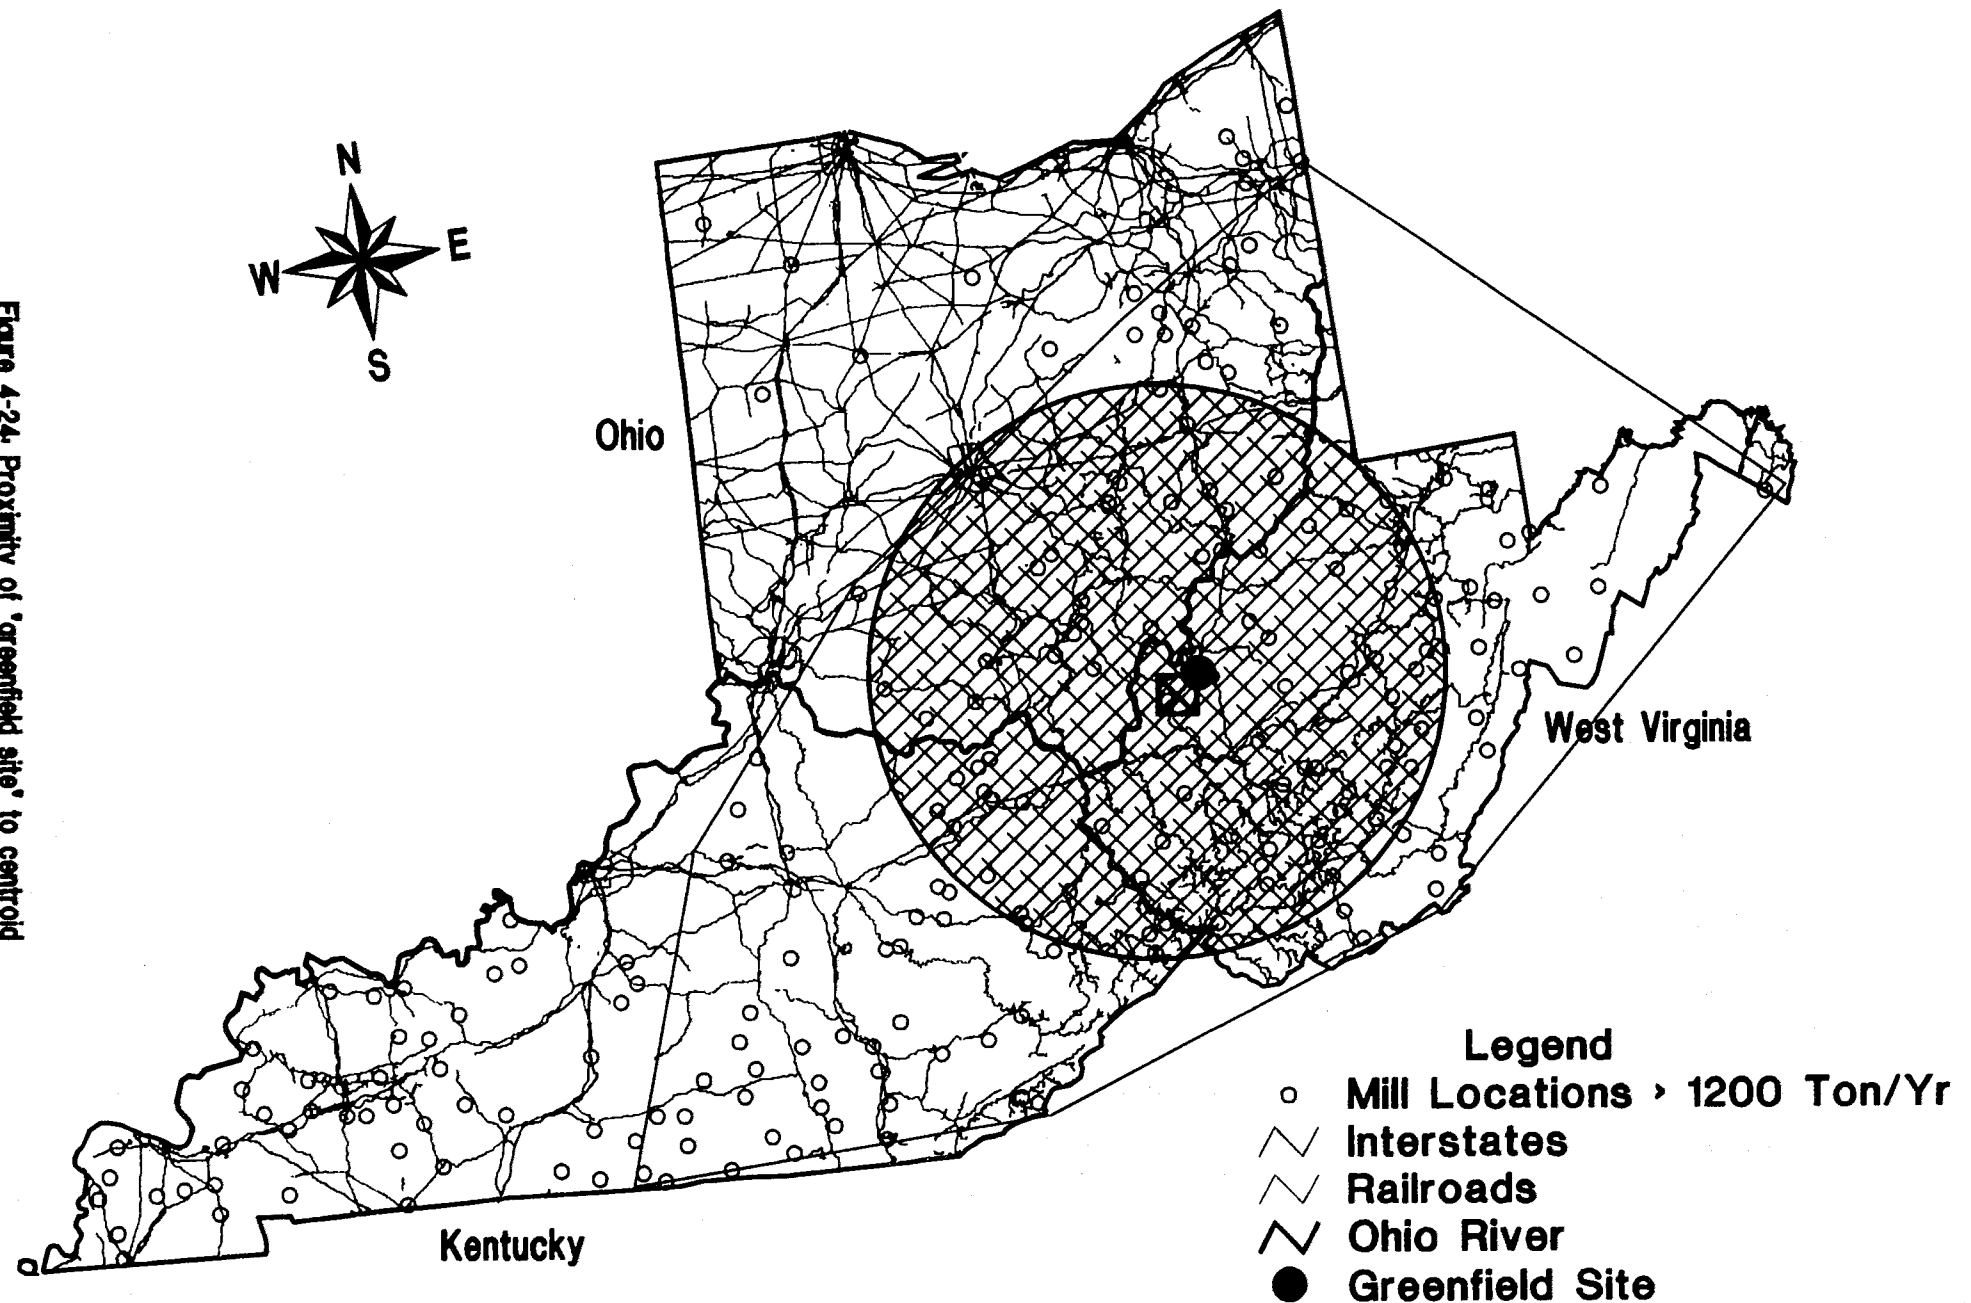 Figure 4-24. Proximity of 'greenfield site' to centroid
N
W
E
S
Ohio
West Virginia
Kentucky
Legend
Mill Locations > 1200 Ton/Yr
Interstates
Railroads
Ohio River
Greenfield Site